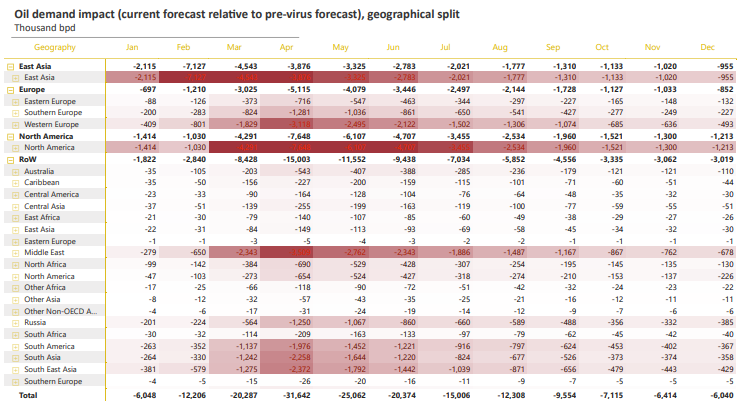 Oil demand impact (current forecast relative to pre-virus forecast), geographical split
Thousand bpd
Geography Jan Feb Mar Apr May Jun Jul Aug Sep Oct Nov Dec
East Asia -2,115 -7,127 -4,543 -3,876 -3,325 -2,783 -2,021 -1,777 -1,310 -1,133 -1,020 -955
East Asia -2,115 -7,127 -4,543 -3,876 -3,325 -2,783 -2,021 -1,777 -1,310 -1,133 -1,020 -955
Europe -697 -1,210 -3,025 -5,115 -4,079 -3,446 -2,497 -2,144 -1,728 -1,127 -1,033 -852
Eastern Europe -88 -126 -373 -716 -547 -463 -344 -297 -227 -165 -148 -132
Southern Europe -200 -283 -824 -1,281 -1,036 -861 -650 -541 -427 -277 -249 -227
Western Europe -409 -801 -1,829 -3,118 -2,495 -2,122 -1,502 -1,306 -1,074 -685 -636 -493
North America -1,414 -1,030 -4,291 -7,648 -6,107 -4,707 -3,455 -2,534 -1,960 -1,521 -1,300 -1,213
North America -1,414 -1,030 -4,291 -2,534 -1,960 -1,521 -1,300 -1,213
RoW -1,822 -2,840 -8,428 -15,003 -11,552 -9,438 -7,034 -5,852 -4,556 -3,335 -3,062 -3,019
Australia -35 -105 -203 -543 -407 -388 -285 -236 -179 -121 -121 -110
Caribbean -35 -50 -156 -227 -200 -159 -115 -101 -71 -60 -51 -44
Central America -23 -33 -90 -164 -128 -104 -76 -64 -48 -35 -32 -30
Central Asia -37 -51 -139 -255 -199 -163 -119 -100 -77 -59 -55 -51
East Africa -21 -30 -79 -140 -107 -85 -60 -49 -38 -29 -27 -26
East Asia -22 -31 -84 -149 -113 -93 -69 -58 -45 -34 -32 -30
Eastern Europe -1 -1 -3 -5 -4 -3 -2 -2 -2 -1 -1 -1
Middle East -279 -650 -2,343 -2,762 -2,343 -1,886 -1,487 -1,167 -867 -762 -678
North Africa -99 -142 -384 -690 -529 -428 -307 -254 -195 -145 -135 -130
North America -47 -103 -273 -654 -524 -427 -318 -274 -210 -153 -137 -226
Other Africa -17 -25 -66 -118 -90 -72 -51 -42 -32 -24 -23 -22
Other Asia -8 -12 -32 -57 -43 -35 -25 -21 -16 -12 -11 -11
Other Non-OECD A... -4 -6 -17 -31 -24 -19 -14 -12 -9 -7 -6 -6
Russia -201 -224 -564 -1,250 -1,067 -860 -660 -589 -488 -356 -332 -385
South Africa -30 -32 -114 -209 -163 -133 -97 -79 -62 -45 -42 -40
South America -263 -352 -1,137 -1,976 -1,452 -1,221 -916 -797 -624 -453 -402 -367
South Asia -264 -330 -1,242 -2,258 -1,644 -1,220 -824 -677 -526 -373 -374 -358
South East Asia -381 -579 -1,275 -2,372 -1,792 -1,442 -1,039 -871 -656 -479 -443 -429
Southern Europe -4 -5 -15 -26 -20 -16 -11 -9 -7 -5 -5 -5
Total -6,048 -12,206 -20,287 -31,642 -25,062 -20,374 -15,006 -12,308 -9,554 -7,115 -6,414 -6,040